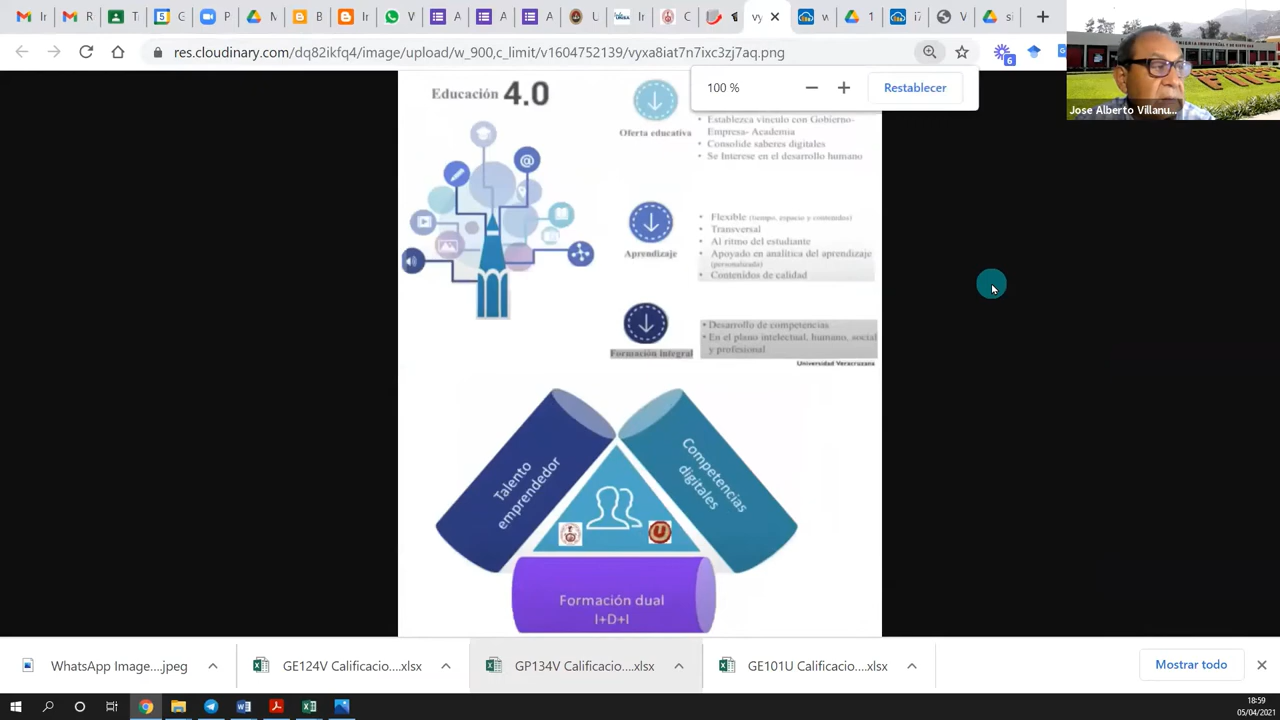 res.cloudinary.com/dq82ikfq4/image/upload/w_900,c_limit/v1604752139/vyxa8iat7n7ixc3zj7aq.png
6
100 %
Restablecer
Jose Alberto Villanu...
Educación 4.0
Oferta educativa
• Establezca vínculo con Gobierno-
Empresa- Academia
• Consolide saberes digitales
• Se Interese en el desarrollo humano
Aprendizaje
• Flexible (tiempo, espacio y contenidos)
• Transversal
• Al ritmo del estudiante
• Apoyado en analítica del aprendizaje
(personalizada)
• Contenidos de calidad
Formación integral
• Desarrollo de competencias
• En el plano intelectual, humano, social
y profesional
Universidad Veracruzana
Talento
emprendedor
Competencias
digitales
Formación dual
I+D+I
WhatsApp Image....jpeg
GE124V Calificacio....xlsx
GP134V Calificacio....xlsx
GE101U Calificacio....xlsx
Mostrar todo
18:59
05/04/2021